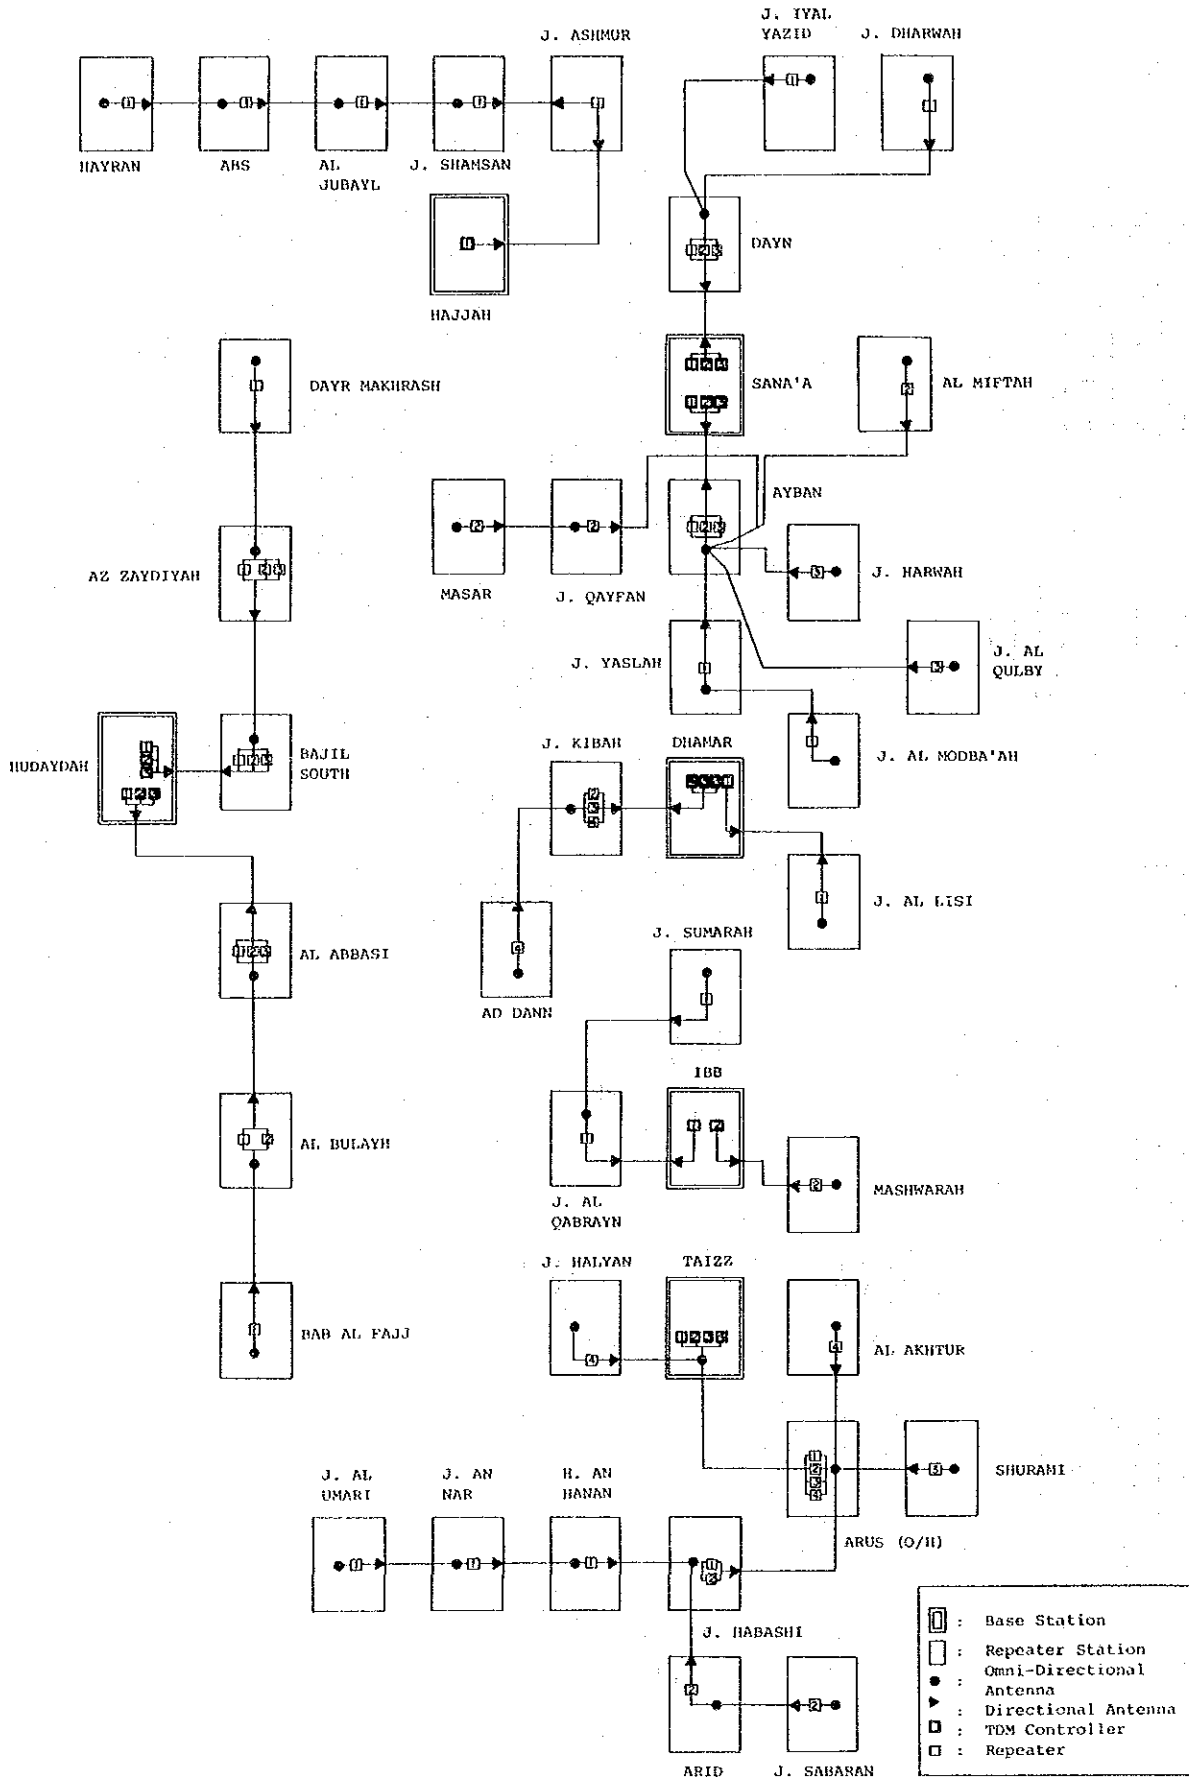 J. IYAL
YAZID
J. DHARWAH
J. ASHMUR
HAYRAN
ABS
AL
JUBAYL
J. SHAMSAN
DAYN
HAJJAH
DAYR MAKHRASH
SANA'A
AL MIFTAH
AYBAN
AZ ZAYDIYAH
MASAR
J. QAYFAN
J. HARWAH
J. YASLAH
J. AL
QULBY
HUDAYDAH
BAJIL
SOUTH
J. KIBAH
DHAMAR
J. AL MODBA'AH
J. AL LISI
AL ABBASI
J. SUMARAH
AD DANN
IBB
AL BULAYH
MASHWARAH
J. AL
QABRAYN
J. HALYAN
TAIZZ
BAB AL FAJJ
AL AKHTUR
SHURAHI
J. AL
UMARI
J. AN
NAR
H. AN
HANAN
ARUS (O/H)
J. HABASHI
ARID
J. SABARAN
: Base Station
: Repeater Station
: Omni-Directional
Antenna
: Directional Antenna
: TDM Controller
: Repeater